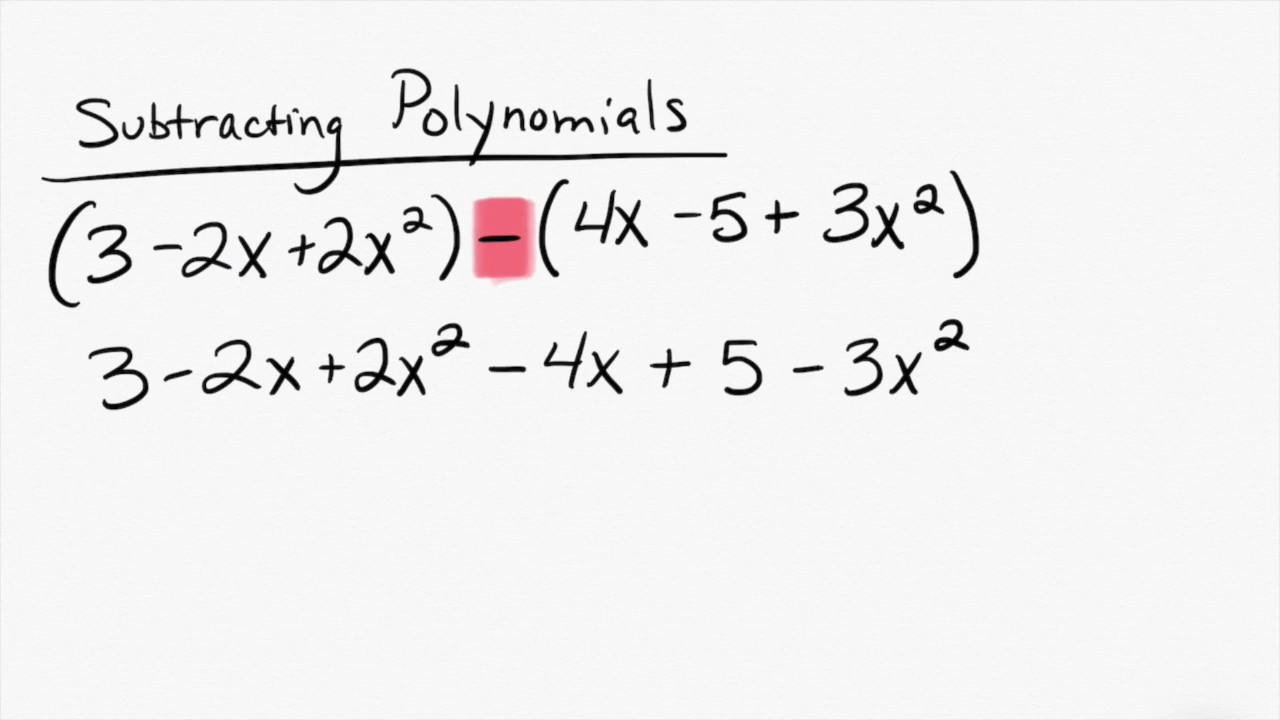 Subtracting Polynomials
(3 - 2x + 2x²) - (4x - 5 + 3x²)
3 - 2x + 2x² - 4x + 5 - 3x²